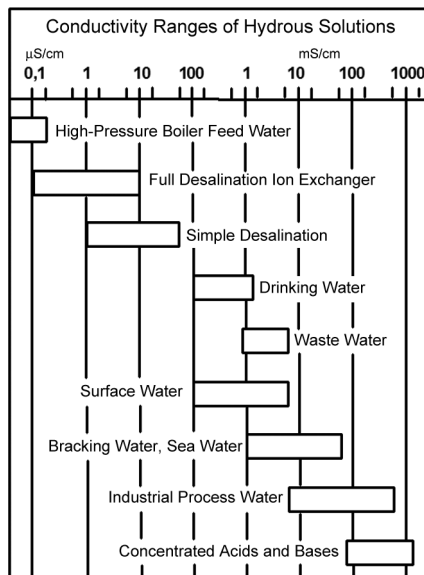 Conductivity Ranges of Hydrous Solutions
µS/cm mS/cm
0,1 1 10 100 1 10 100 1000
High-Pressure Boiler Feed Water
Full Desalination Ion Exchanger
Simple Desalination
Drinking Water
Waste Water
Surface Water
Bracking Water, Sea Water
Industrial Process Water
Concentrated Acids and Bases